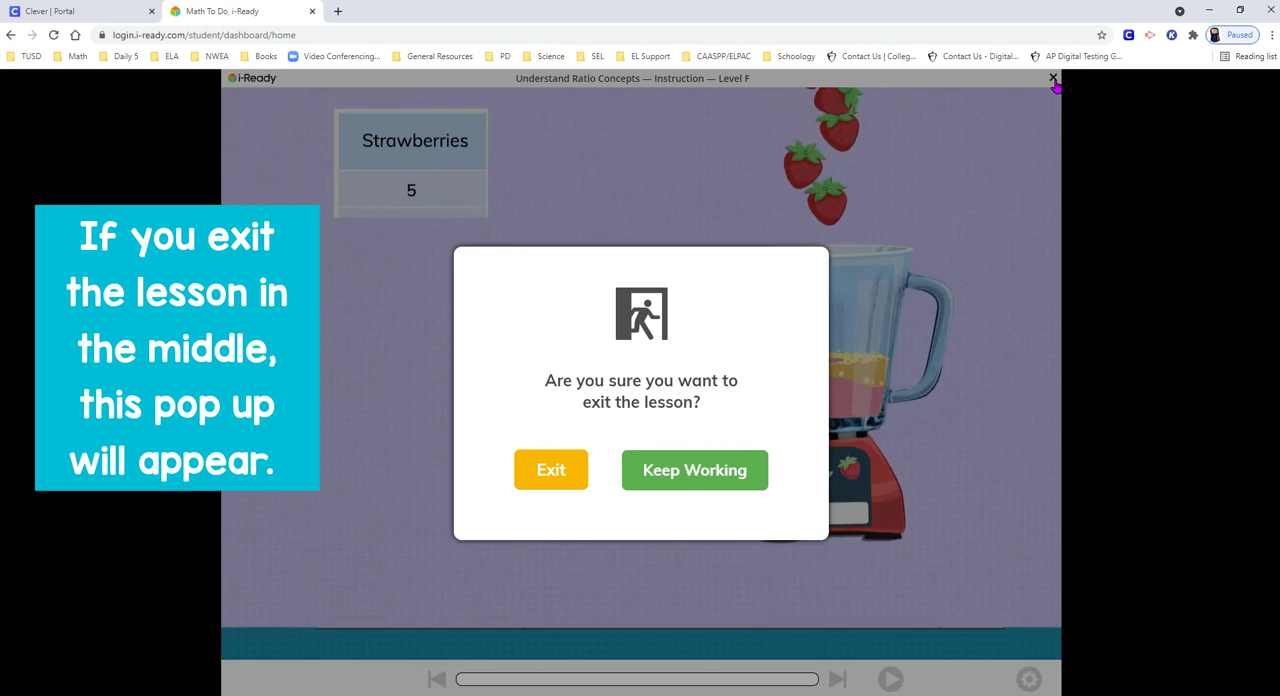 Clever | Portal
Math To Do, i-Ready
login.i-ready.com/student/dashboard/home
Paused
TUSD
Math
Daily 5
ELA
NWEA
Books
Video Conferencing...
General Resources
PD
Science
SEL
EL Support
CAASPP/ELPAC
Schoology
Contact Us | Colleg...
Contact Us - Digital...
AP Digital Testing G...
Reading list
i-Ready
Understand Ratio Concepts — Instruction — Level F
Strawberries
5
If you exit
the lesson in
the middle,
this pop up
will appear.
Are you sure you want to
exit the lesson?
Exit
Keep Working